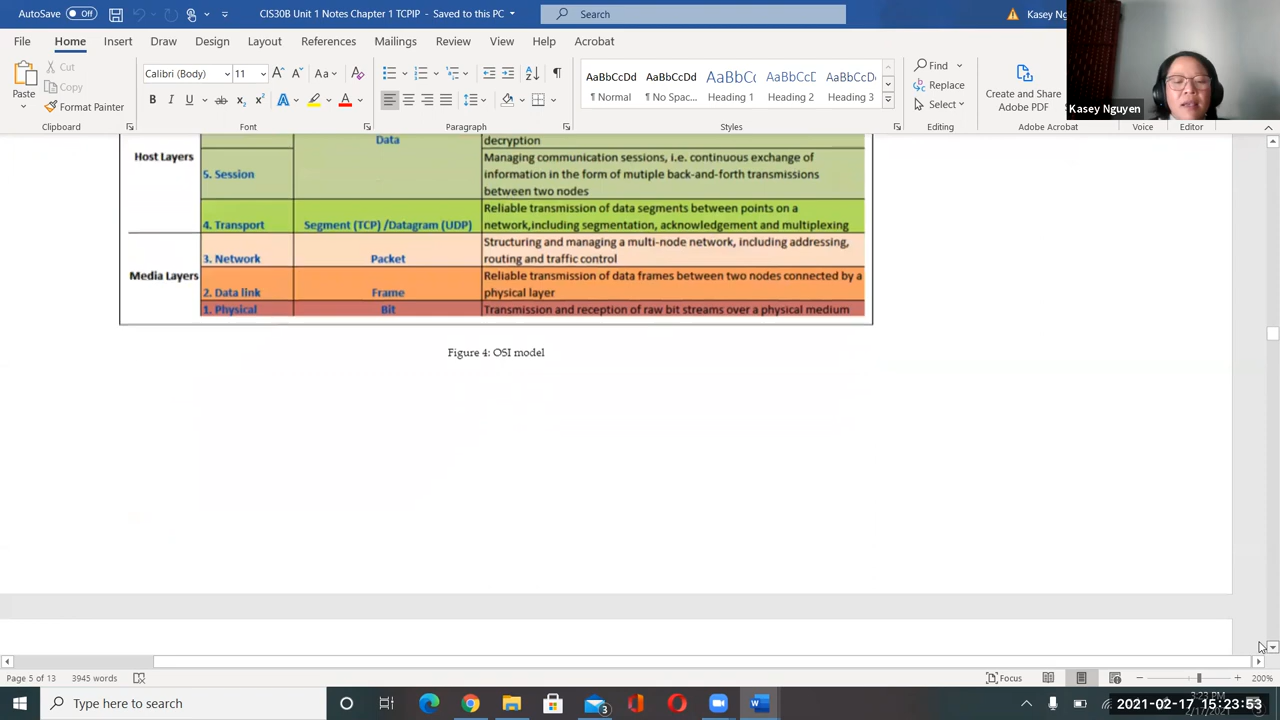 AutoSave Off CIS30B Unit 1 Notes Chapter 1 TCPIP - Saved to this PC Search Kasey Ng
File Home Insert Draw Design Layout References Mailings Review View Help Acrobat
Paste Cut Copy Format Painter
Calibri (Body) 11
AaBbCcDd AaBbCcDd AaBbC AaBbCcD AaBbCcD
¶ Normal ¶ No Spac... Heading 1 Heading 2 Heading 3
Find
Replace
Select
Create and Share
Adobe PDF
Kasey Nguyen
Clipboard Font Paragraph Styles Editing Adobe Acrobat Voice Editor
Host Layers
Data
decryption
5. Session
Managing communication sessions, i.e. continuous exchange of
information in the form of mutiple back-and-forth transmissions
between two nodes
4. Transport
Segment (TCP) /Datagram (UDP)
Reliable transmission of data segments between points on a
network,including segmentation, acknowledgement and multiplexing
Media Layers
3. Network
Packet
Structuring and managing a multi-node network, including addressing,
routing and traffic control
2. Data link
Frame
Reliable transmission of data frames between two nodes connected by a
physical layer
1. Physical
Bit
Transmission and reception of raw bit streams over a physical medium
Figure 4: OSI model
Page 5 of 13 3945 words Focus 200%
Type here to search
3
3:23 PM
2021-02-17 15:23:53